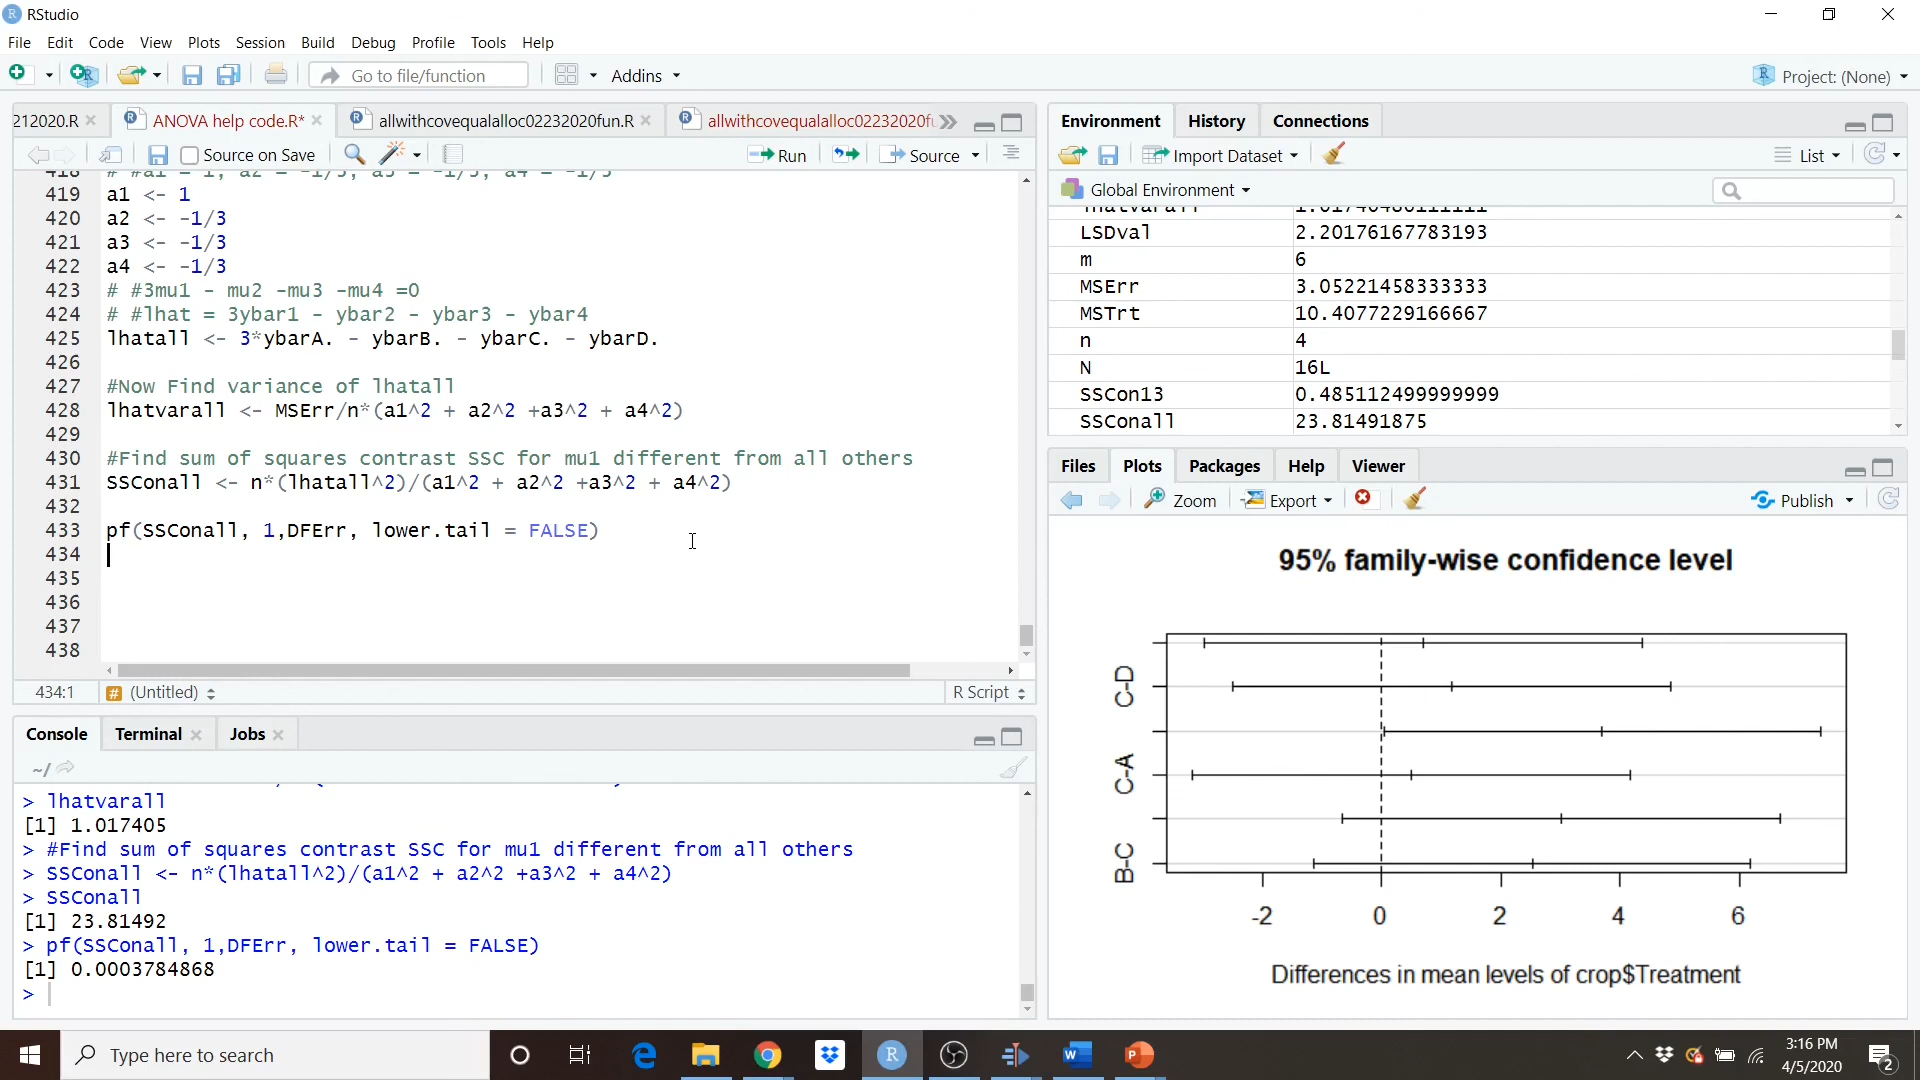 RStudio
File Edit Code View Plots Session Build Debug Profile Tools Help
Go to file/function Addins Project: (None)
212020.R ANOVA help code.R* allwithcovequalalloc02232020fun.R allwithcovequalalloc02232020fu
Source on Save Run Source
419 a1 <- 1
420 a2 <- -1/3
421 a3 <- -1/3
422 a4 <- -1/3
423 # #3mu1 - mu2 -mu3 -mu4 =0
424 # #lhat = 3ybar1 - ybar2 - ybar3 - ybar4
425 lhatall <- 3*ybarA. - ybarB. - ybarC. - ybarD.
426
427 #Now Find variance of lhatall
428 lhatvarall <- MSErr/n*(a1^2 + a2^2 +a3^2 + a4^2)
429
430 #Find sum of squares contrast SSC for mu1 different from all others
431 SSConall <- n*(lhatall^2)/(a1^2 + a2^2 +a3^2 + a4^2)
432
433 pf(SSConall, 1,DFErr, lower.tail = FALSE)
434
435
436
437
438
434:1 # (Untitled) R Script
Console Terminal Jobs
~/
> lhatvarall
[1] 1.017405
> #Find sum of squares contrast SSC for mu1 different from all others
> SSConall <- n*(lhatall^2)/(a1^2 + a2^2 +a3^2 + a4^2)
> SSConall
[1] 23.81492
> pf(SSConall, 1,DFErr, lower.tail = FALSE)
[1] 0.0003784868
>
Environment History Connections
Import Dataset List
Global Environment
LSDval 2.20176167783193
m 6
MSErr 3.05221458333333
MSTrt 10.4077229166667
n 4
N 16L
SSCon13 0.485112499999999
SSConall 23.81491875
Files Plots Packages Help Viewer
Zoom Export Publish
95% family-wise confidence level
C-D
C-A
B-C
-2 0 2 4 6
Differences in mean levels of crop$Treatment
Type here to search
3:16 PM
4/5/2020
2